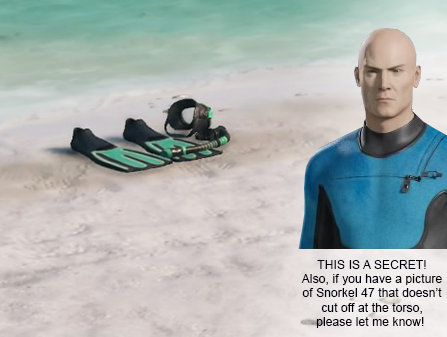 THIS IS A SECRET!
Also, if you have a picture
of Snorkel 47 that doesn't
cut off at the torso,
please let me know!